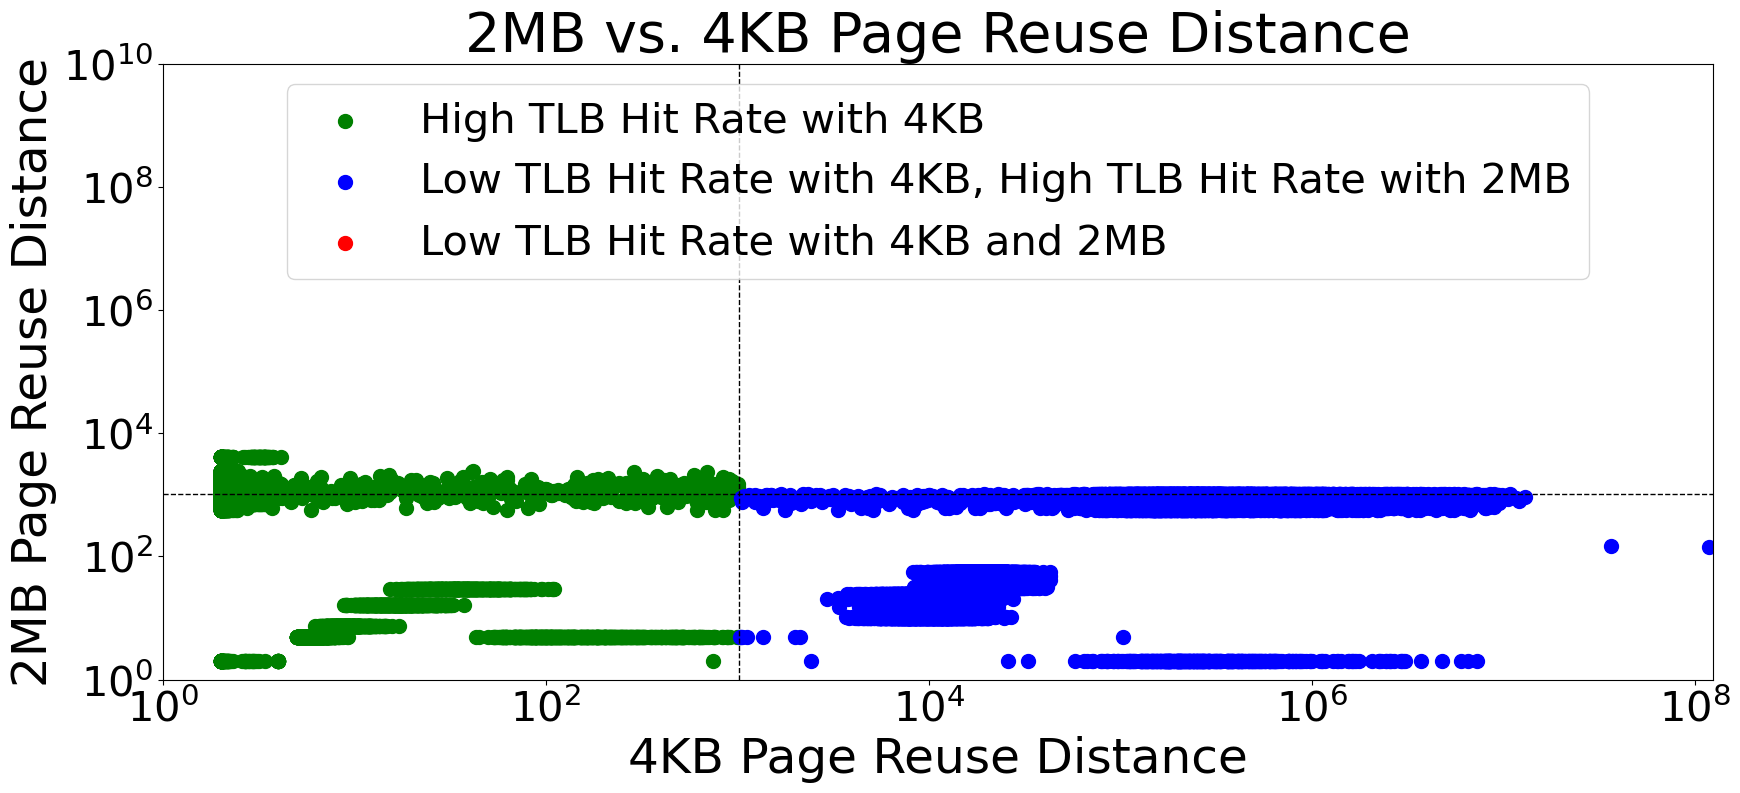 2MB vs. 4KB Page Reuse Distance
2MB Page Reuse Distance
10^10
10^8
10^6
10^4
10^2
10^0
High TLB Hit Rate with 4KB
Low TLB Hit Rate with 4KB, High TLB Hit Rate with 2MB
Low TLB Hit Rate with 4KB and 2MB
10^0 10^2 10^4 10^6 10^8
4KB Page Reuse Distance